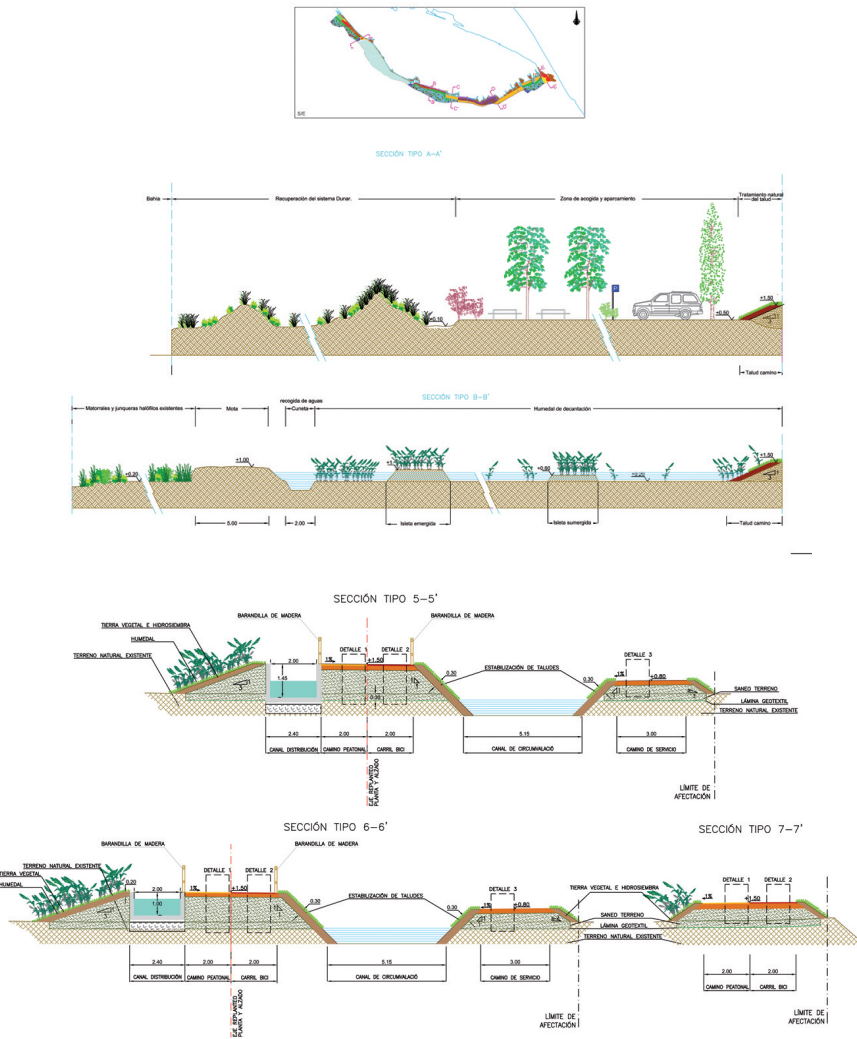 S/E
SECCIÓN TIPO A-A'
Bahía
Recuperación del sistema Dunar.
Zona de acogida y aparcamiento
Tratamiento natural
del talud
+0.10
+0.50
+1.50
Talud camino
SECCIÓN TIPO B-B'
Matorrales y junqueras halófilos existentes
Mota
recogida de aguas
Cuneta
Humedal de decantación
+0.20
+1.00
+0.80
+0.20
+1.50
5.00
2.00
Isleta emergida
Isleta sumergida
Talud camino
SECCIÓN TIPO 5-5'
BARANDILLA DE MADERA
BARANDILLA DE MADERA
TIERRA VEGETAL E HIDROSIEMBRA
HUMEDAL
TERRENO NATURAL EXISTENTE
2.00
1.45
1%
DETALLE 1
+1.50
DETALLE 2
0.30
0.30
ESTABILIZACIÓN DE TALUDES
0.30
1%
DETALLE 3
+0.80
SANEO TERRENO
LÁMINA GEOTEXTIL
TERRENO NATURAL EXISTENTE
2.40
2.00
2.00
5.15
3.00
CANAL DISTRIBUCIÓN
CAMINO PEATONAL
CARRIL BICI
CANAL DE CIRCUMVALACIÓ
CAMINO DE SERVICIO
EJE REPLANTEO
PLANTA Y ALZADO
LÍMITE DE
AFECTACIÓN
SECCIÓN TIPO 6-6'
SECCIÓN TIPO 7-7'
BARANDILLA DE MADERA
BARANDILLA DE MADERA
TERRENO NATURAL EXISTENTE
TIERRA VEGETAL
HUMEDAL
0.20
2.00
1.00
1%
DETALLE 1
+1.50
DETALLE 2
0.30
ESTABILIZACIÓN DE TALUDES
0.30
1%
DETALLE 3
+0.80
TIERRA VEGETAL E HIDROSIEMBRA
SANEO TERRENO
LÁMINA GEOTEXTIL
TERRENO NATURAL EXISTENTE
1%
DETALLE 1
+1.50
DETALLE 2
2.40
2.00
2.00
5.15
3.00
2.00
2.00
CANAL DISTRIBUCIÓN
CAMINO PEATONAL
CARRIL BICI
CANAL DE CIRCUMVALACIÓ
CAMINO DE SERVICIO
CAMINO PEATONAL
CARRIL BICI
EJE REPLANTEO
PLANTA Y ALZADO
LÍMITE DE
AFECTACIÓN
LÍMITE DE
AFECTACIÓN